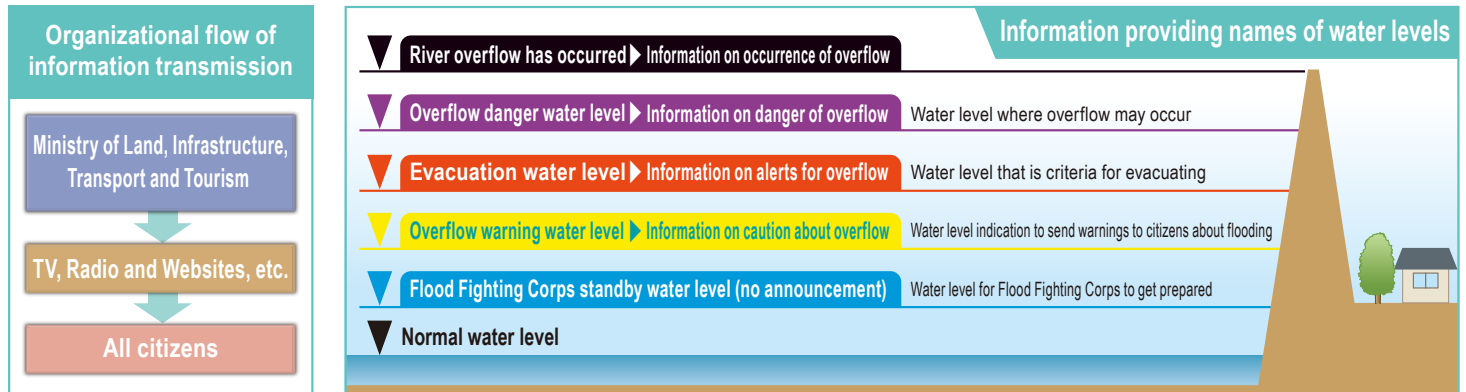 Organizational flow of
information transmission
Ministry of Land, Infrastructure,
Transport and Tourism
TV, Radio and Websites, etc.
All citizens
Information providing names of water levels
River overflow has occurred ▶ Information on occurrence of overflow
Overflow danger water level ▶ Information on danger of overflow Water level where overflow may occur
Evacuation water level ▶ Information on alerts for overflow Water level that is criteria for evacuating
Overflow warning water level ▶ Information on caution about overflow Water level indication to send warnings to citizens about flooding
Flood Fighting Corps standby water level (no announcement) Water level for Flood Fighting Corps to get prepared
Normal water level